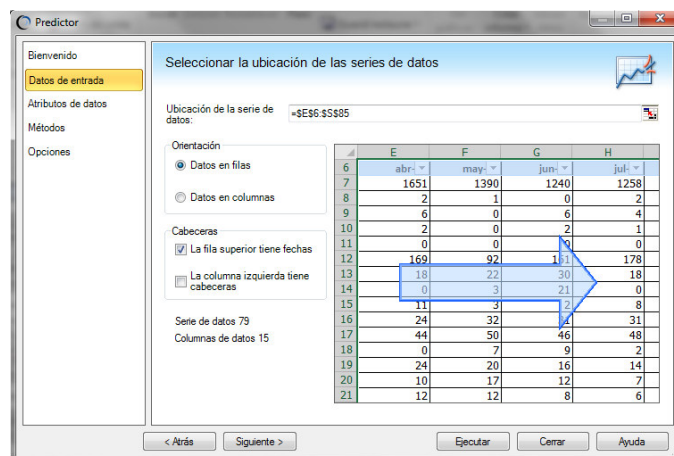 Predictor
Bienvenido
Datos de entrada
Atributos de datos
Métodos
Opciones
Seleccionar la ubicación de las series de datos
Ubicación de la serie de datos:
=$E$6:$S$85
Orientación
Datos en filas
Datos en columnas
Cabeceras
La fila superior tiene fechas
La columna izquierda tiene cabeceras
Serie de datos 79
Columnas de datos 15
E F G H
6 abr- may- jun- jul-
7 1651 1390 1240 1258
8 2 1 0 2
9 6 0 6 4
10 2 0 2 1
11 0 0 0 0
12 169 92 161 178
13 18 22 30 18
14 0 3 21 0
15 11 3 2 8
16 24 32 31
17 44 50 46 48
18 0 7 9 2
19 24 20 16 14
20 10 17 12 7
21 12 12 8 6
< Atrás
Siguiente >
Ejecutar
Cerrar
Ayuda